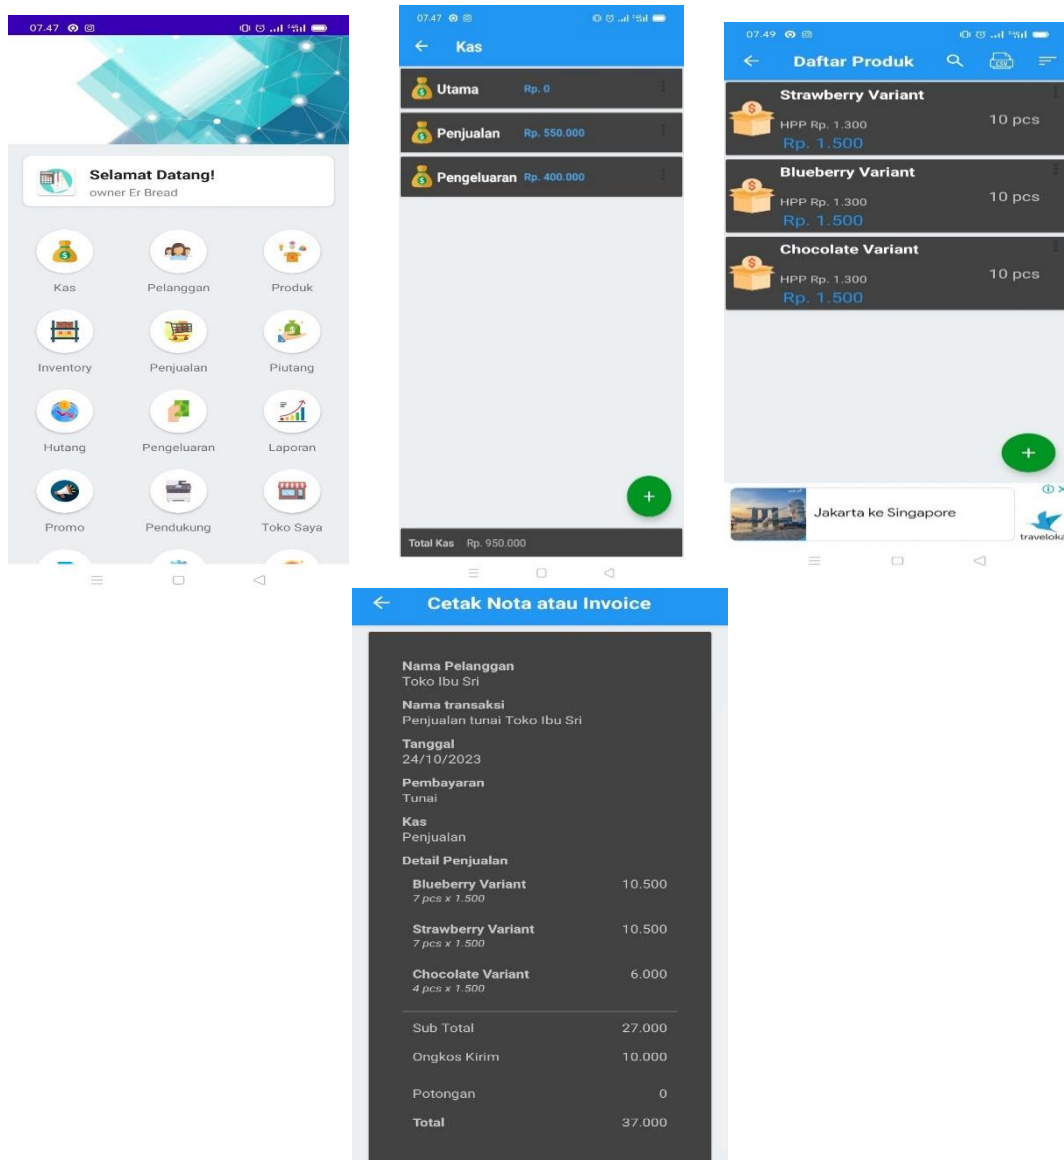 07.47
Selamat Datang!
owner Er Bread
Kas
Pelanggan
Produk
Inventory
Penjualan
Piutang
Hutang
Pengeluaran
Laporan
Promo
Pendukung
Toko Saya
07.47
Kas
Utama Rp. 0
Penjualan Rp. 550.000
Pengeluaran Rp. 400.000
+
Total Kas Rp. 950.000
07.49
Daftar Produk
CSV
Strawberry Variant
HPP Rp. 1.300
10 pcs
Rp. 1.500
Blueberry Variant
HPP Rp. 1.300
10 pcs
Rp. 1.500
Chocolate Variant
HPP Rp. 1.300
10 pcs
Rp. 1.500
+
Jakarta ke Singapore
traveloka
Cetak Nota atau Invoice
Nama Pelanggan
Toko Ibu Sri
Nama transaksi
Penjualan tunai Toko Ibu Sri
Tanggal
24/10/2023
Pembayaran
Tunai
Kas
Penjualan
Detail Penjualan
Blueberry Variant 10.500
7 pcs x 1.500
Strawberry Variant 10.500
7 pcs x 1.500
Chocolate Variant 6.000
4 pcs x 1.500
Sub Total 27.000
Ongkos Kirim 10.000
Potongan 0
Total 37.000